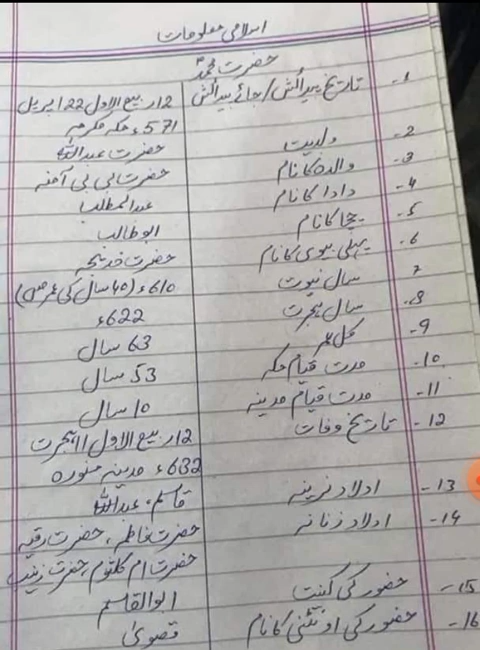 اسلامی معلومات
حضرت محمدؐ
1- تاریخ پیدائش/جائے پیدائش 12 ربیع الاول 22 اپریل
571ء مکہ مکرمہ
2- ولدیت حضرت عبداللہ
3- والدہ کا نام حضرت بی بی آمنہ
4- دادا کا نام عبدالمطلب
5- چچا کا نام ابو طالب
6- پہلی بیوی کا نام حضرت خدیجہ
7 سال نبوت 610ء (40 سال کی عمر میں)
8- سال ہجرت 622ء
9- کل عمر 63 سال
10- مدت قیام مکہ 53 سال
11- مدت قیام مدینہ 10 سال
12- تاریخ وفات 12 ربیع الاول 11 ہجرت
632ء مدینہ منورہ
13- اولاد نرینہ قاسم، عبداللہ
14- اولاد زنانہ حضرت فاطمہ، حضرت رقیہ
حضرت ام کلثوم، حضرت زینب
15- حضور کی کنیت ابوالقاسم
16- حضور کی اونٹنی کا نام قصویٰ